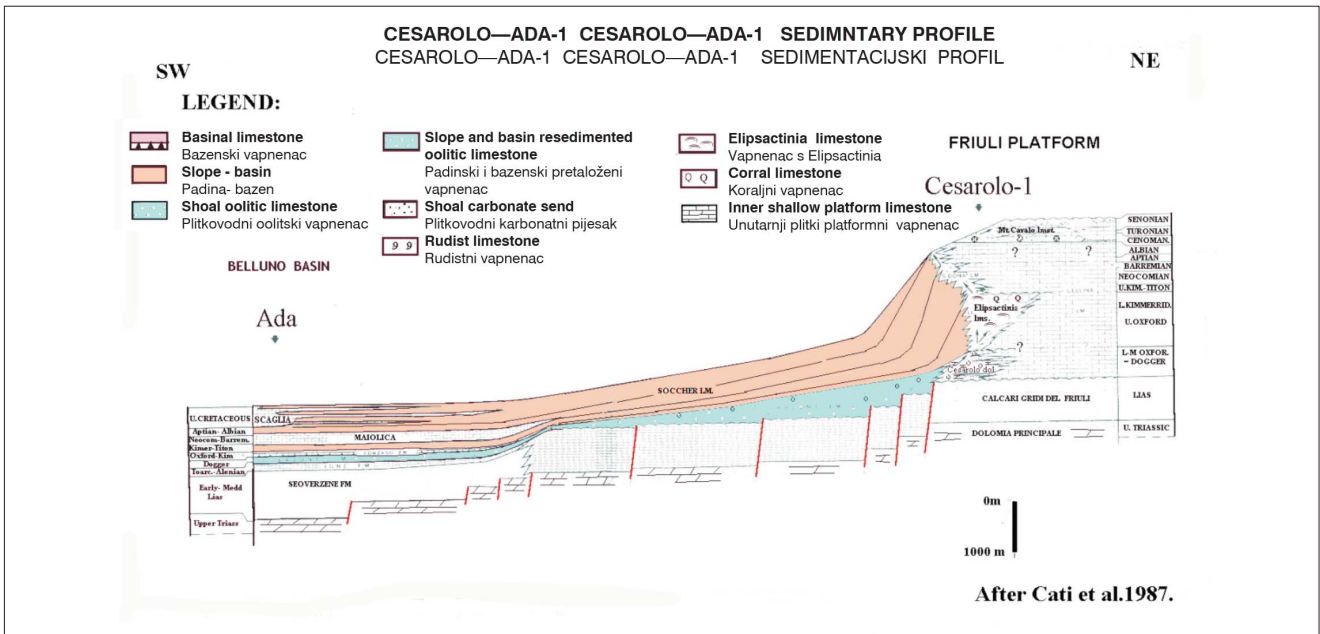 CESAROLO—ADA-1 CESAROLO—ADA-1 SEDIMNTARY PROFILE
CESAROLO—ADA-1 CESAROLO—ADA-1 SEDIMENTACIJSKI PROFIL
SW
NE
LEGEND:
Basinal limestone
Bazenski vapnenac
Slope - basin
Padina- bazen
Shoal oolitic limestone
Plitkovodni oolitski vapnenac
Slope and basin resedimented
oolitic limestone
Padinski i bazenski pretaloženi
vapnenac
Shoal carbonate send
Plitkovodni karbonatni pijesak
Rudist limestone
Rudistni vapnenac
Elipsactinia limestone
Vapnenac s Elipsactinia
Corral limestone
Koraljni vapnenac
Inner shallow platform limestone
Unutarnji plitki platformni vapnenac
FRIULI PLATFORM
Cesarolo-1
BELLUNO BASIN
Ada
Mt. Cavalo lmst.
? ?
Elipsactinis
lms.
?
Cesarolo dol.
SOCCHER LM.
CALCARI GRIDI DEL FRIULI
DOLOMIA PRINCIPALE
SENONIAN
TURONIAN
CENOMAN.
ALBIAN
APTIAN
BARREMIAN
NEOCOMIAN
U.KIM.-TITON
L.KIMMERRID.
U.OXFORD
L-M OXFOR.
– DOGGER
LIAS
U. TRIASSIC
U.CRETACEOUS
SCAGLIA
Aptian- Albian
Neocom-Barrem.
MAIOLICA
Kimer-Titon
Oxford-Kim
Dogger
Toarc.-Alenian
Early- Medd
Lias
SEOVERZENE FM
Upper Triass
0m
1000 m
After Cati et al.1987.